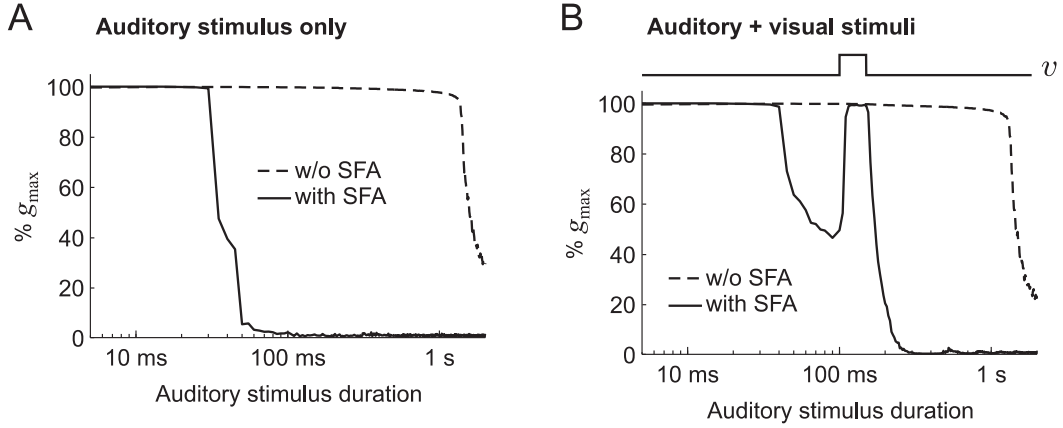 A
Auditory stimulus only
100
80
60
40
20
0
% gmax
w/o SFA
with SFA
10 ms
100 ms
1 s
Auditory stimulus duration
B
Auditory + visual stimuli
v
100
80
60
40
20
0
% gmax
w/o SFA
with SFA
10 ms
100 ms
1 s
Auditory stimulus duration